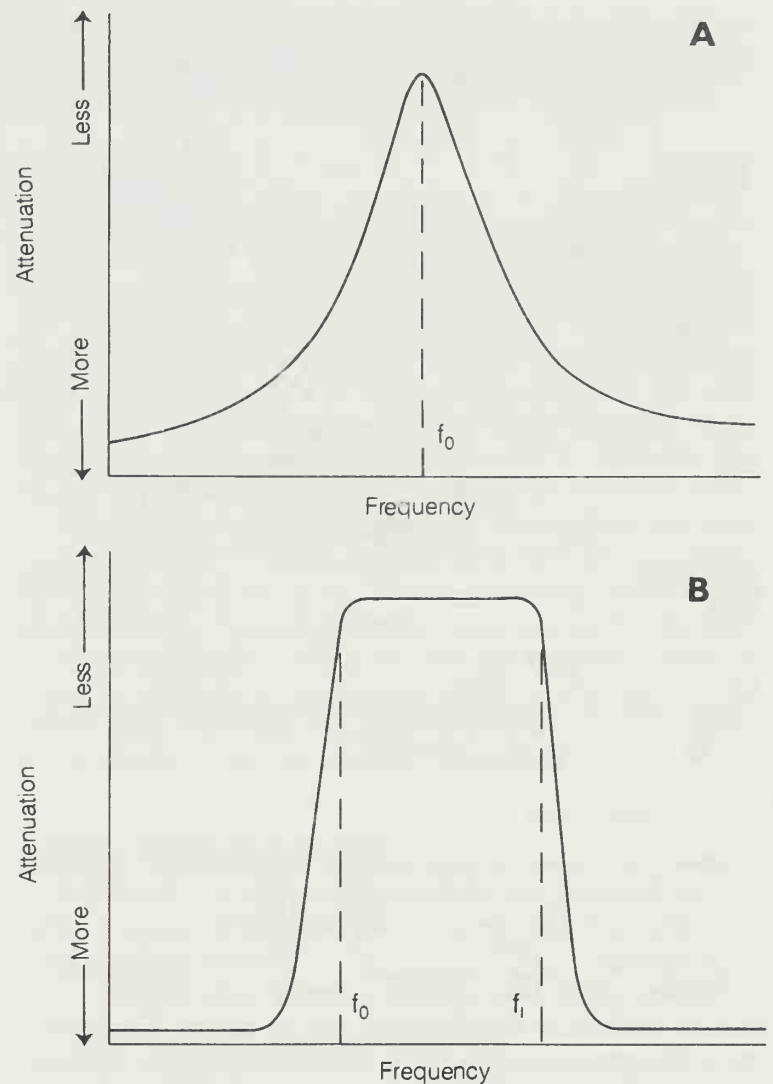 A
Less
Attenuation
More
f₀
Frequency
B
Less
Attenuation
More
f₀
f₁
Frequency